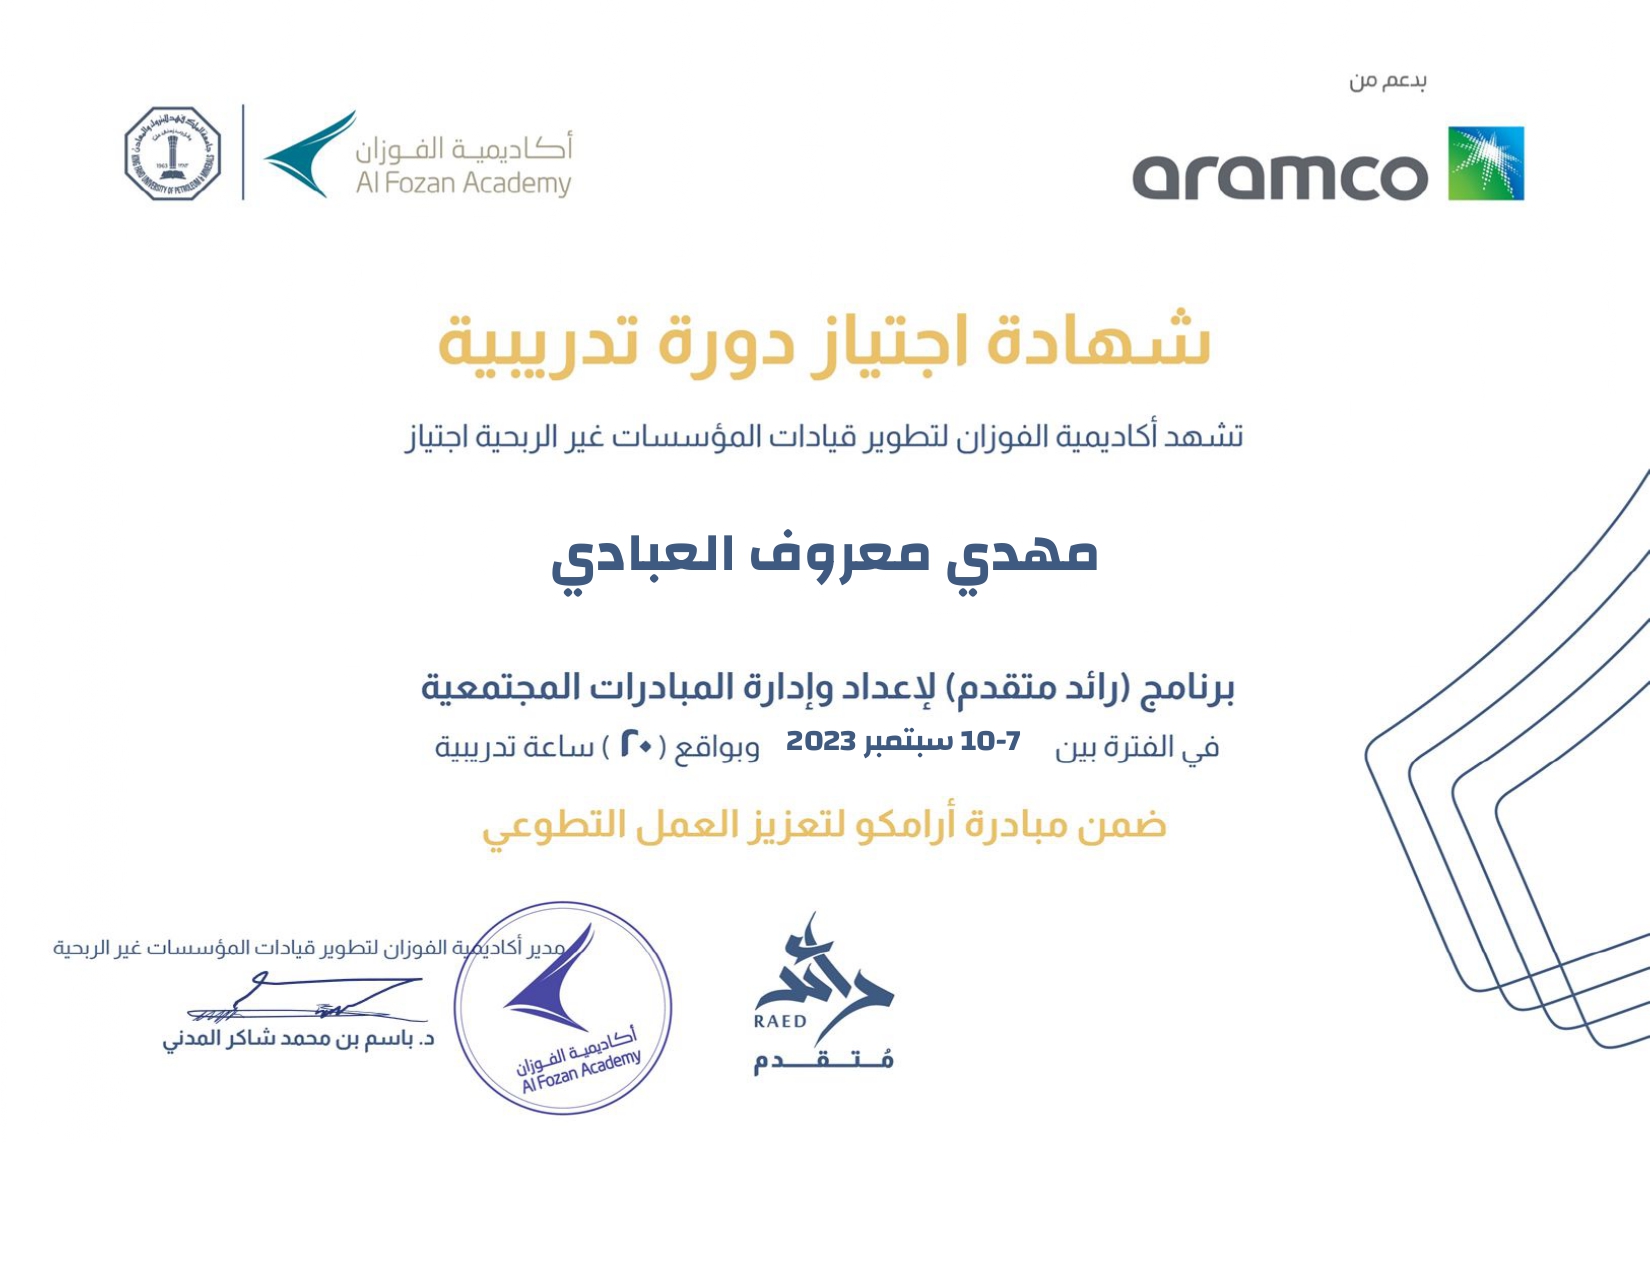 بدعم من
aramco
أكاديمية الفوزان
Al Fozan Academy
شهادة اجتياز دورة تدريبية
تشهد أكاديمية الفوزان لتطوير قيادات المؤسسات غير الربحية اجتياز
مهدي معروف العبادي
برنامج (رائد متقدم) لإعداد وإدارة المبادرات المجتمعية
في الفترة بين 7-10 سبتمبر 2023 وبواقع (٢٠) ساعة تدريبية
ضمن مبادرة أرامكو لتعزيز العمل التطوعي
رائد
RAED
مُتقدم
مدير أكاديمية الفوزان لتطوير قيادات المؤسسات غير الربحية
د. باسم بن محمد شاكر المدني
أكاديمية الفوزان
Al Fozan Academy